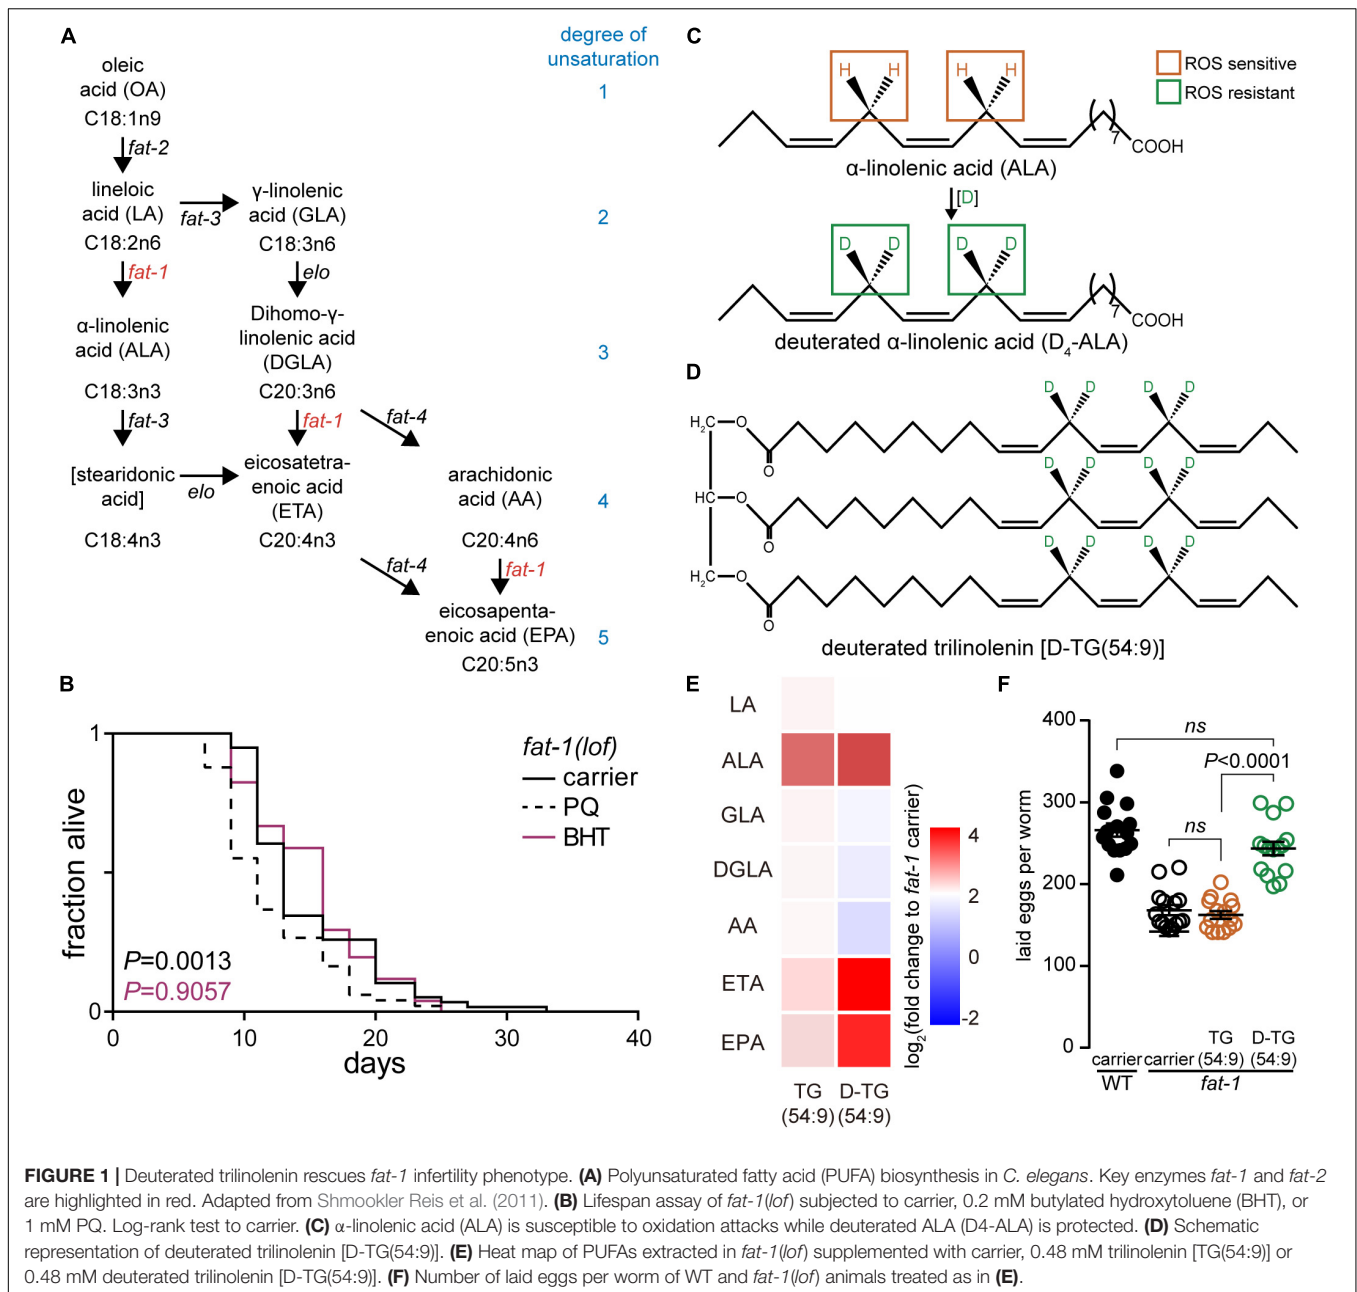 A
degree of
unsaturation
oleic
acid (OA)
1
C18:1n9
fat-2
lineloic
acid (LA)
γ-linolenic
acid (GLA)
fat-3
2
C18:2n6
C18:3n6
fat-1
elo
α-linolenic
acid (ALA)
Dihomo-γ-
linolenic acid
(DGLA)
3
C18:3n3
C20:3n6
fat-3
fat-1
fat-4
[stearidonic
acid]
elo
eicosatetra-
enoic acid
(ETA)
arachidonic
acid (AA)
4
C18:4n3
C20:4n3
C20:4n6
fat-4
fat-1
eicosapenta-
enoic acid (EPA)
5
C20:5n3
B
1
0
fraction alive
fat-1(lof)
carrier
PQ
BHT
P=0.0013
P=0.9057
0 10 20 30 40
days
C
H H H H
ROS sensitive
ROS resistant
7
COOH
α-linolenic acid (ALA)
[D]
D D D D
7
COOH
deuterated α-linolenic acid (D4-ALA)
D
D D D D
H2C O
O
D D D D
HC O
O
D D D D
H2C O
O
deuterated trilinolenin [D-TG(54:9)]
E
LA
ALA
GLA
DGLA
AA
ETA
EPA
TG
(54:9)
D-TG
(54:9)
log2(fold change to fat-1 carrier)
4
2
0
-2
F
laid eggs per worm
400
300
200
100
0
ns
P<0.0001
ns
carrier
WT
carrier
TG
(54:9)
D-TG
(54:9)
fat-1
FIGURE 1 | Deuterated trilinolenin rescues fat-1 infertility phenotype. (A) Polyunsaturated fatty acid (PUFA) biosynthesis in C. elegans. Key enzymes fat-1 and fat-2
are highlighted in red. Adapted from Shmookler Reis et al. (2011). (B) Lifespan assay of fat-1(lof) subjected to carrier, 0.2 mM butylated hydroxytoluene (BHT), or
1 mM PQ. Log-rank test to carrier. (C) α-linolenic acid (ALA) is susceptible to oxidation attacks while deuterated ALA (D4-ALA) is protected. (D) Schematic
representation of deuterated trilinolenin [D-TG(54:9)]. (E) Heat map of PUFAs extracted in fat-1(lof) supplemented with carrier, 0.48 mM trilinolenin [TG(54:9)] or
0.48 mM deuterated trilinolenin [D-TG(54:9)]. (F) Number of laid eggs per worm of WT and fat-1(lof) animals treated as in (E).